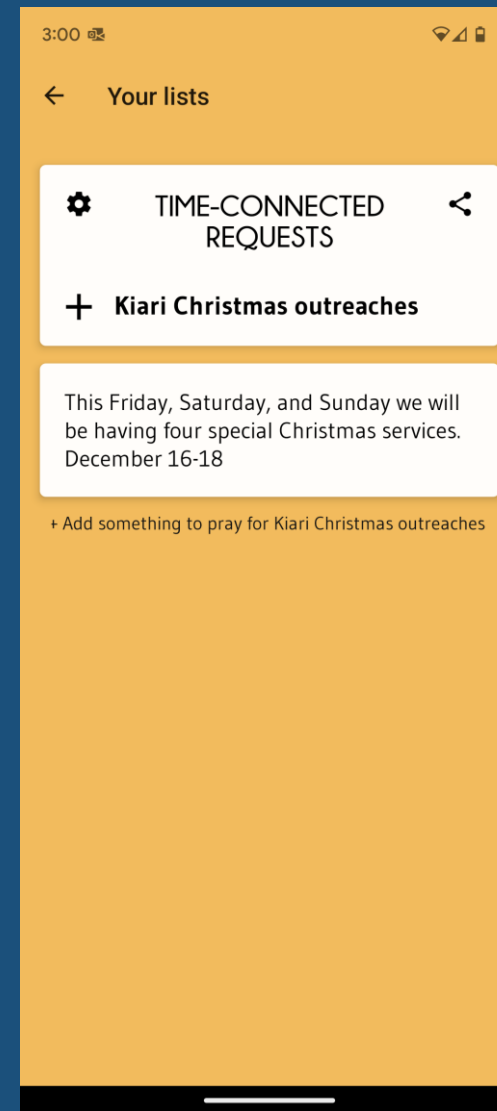 3:00
Your lists
TIME-CONNECTED
REQUESTS
+ Kiari Christmas outreaches
This Friday, Saturday, and Sunday we will
be having four special Christmas services.
December 16-18
+ Add something to pray for Kiari Christmas outreaches